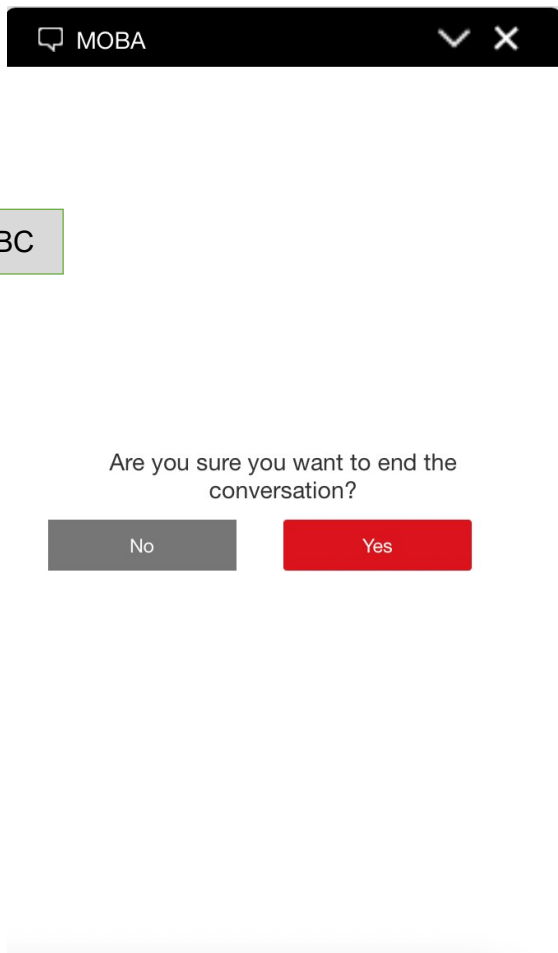 MOBA
BC
Are you sure you want to end the
conversation?
No
Yes